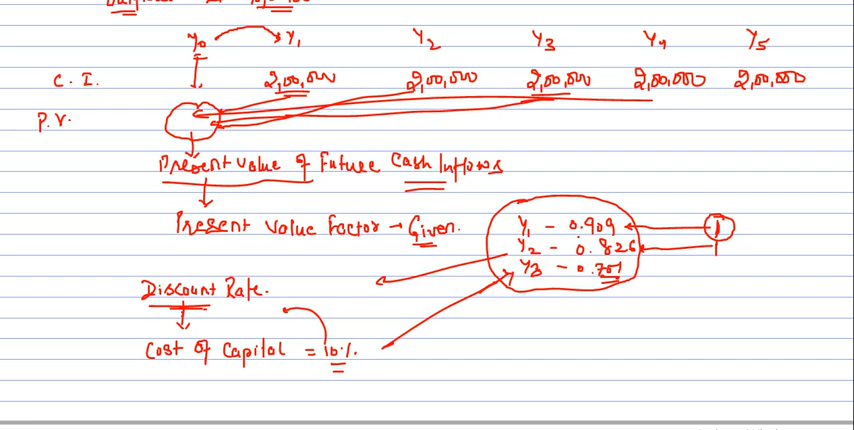 Y0 Y1 Y2 Y3 Y4 Y5
C. I. 2,00,000 2,00,000 2,00,000 2,00,000 2,00,000
P.V.
Present value of Future Cash Inflows
Present Value Factor → Given.
Y1 - 0.909
Y2 - 0.826
Y3 - 0.751
1
Discount Rate.
Cost of Capital = 10%.